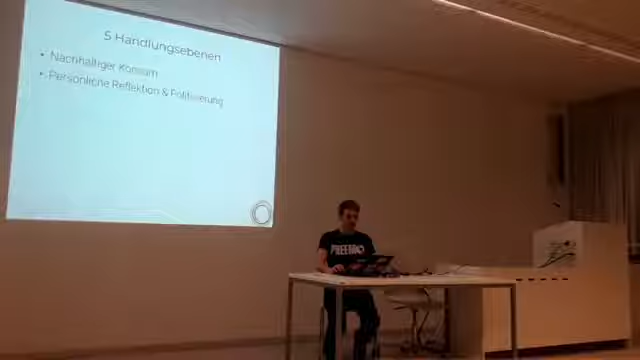 5 Handlungsebenen
• Nachhaltiger Konsum
• Persönliche Reflektion & Politisierung